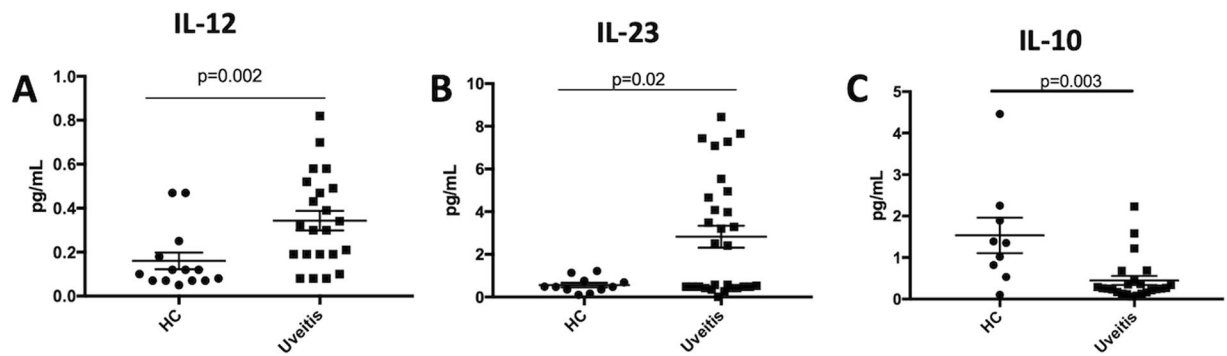 IL-12
IL-23
IL-10
A
p=0.002
pg/mL
1.0
0.8
0.6
0.4
0.2
0.0
HC
Uveitis
B
p=0.02
pg/mL
10
8
6
4
2
0
HC
Uveitis
C
p=0.003
pg/mL
5
4
3
2
1
0
HC
Uveitis